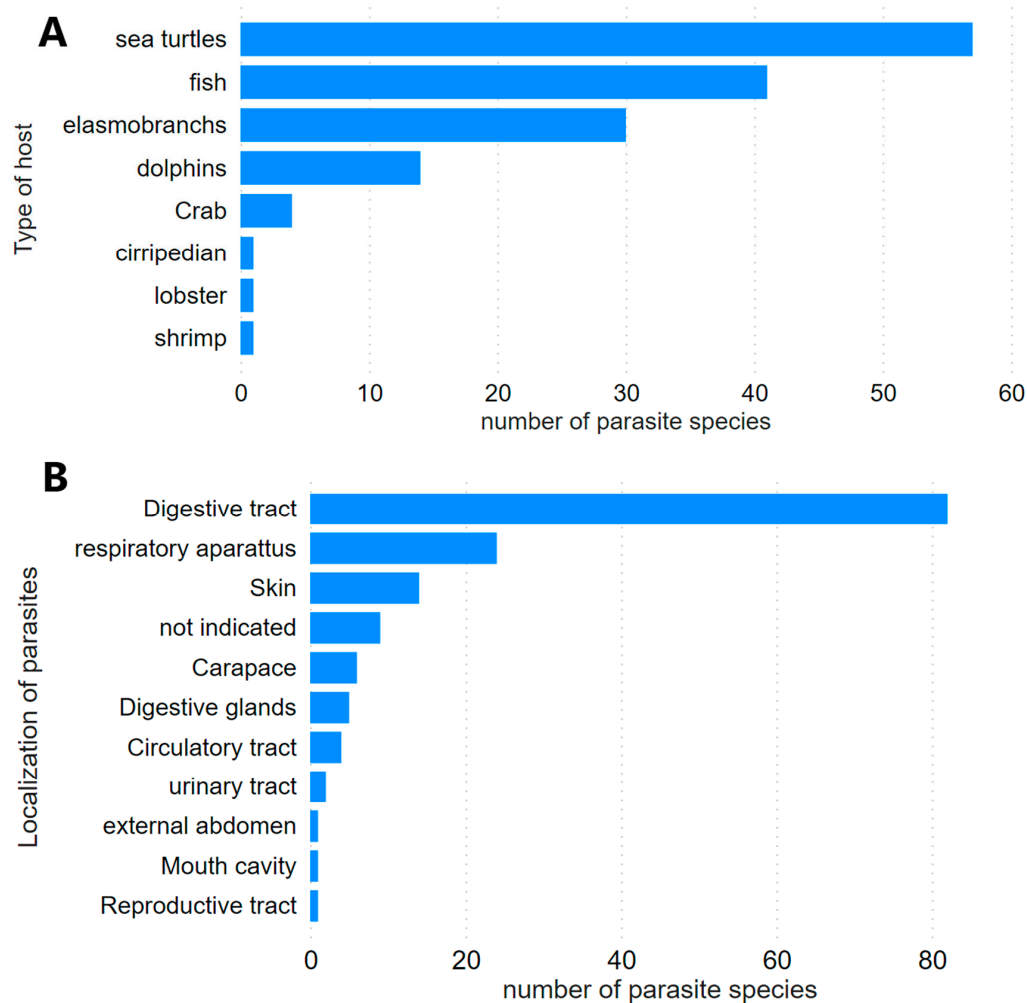 A
sea turtles
fish
elasmobranchs
dolphins
Crab
cirripedian
lobster
shrimp
Type of host
0 10 20 30 40 50 60
number of parasite species
B
Digestive tract
respiratory aparattus
Skin
not indicated
Carapace
Digestive glands
Circulatory tract
urinary tract
external abdomen
Mouth cavity
Reproductive tract
Localization of parasites
0 20 40 60 80
number of parasite species